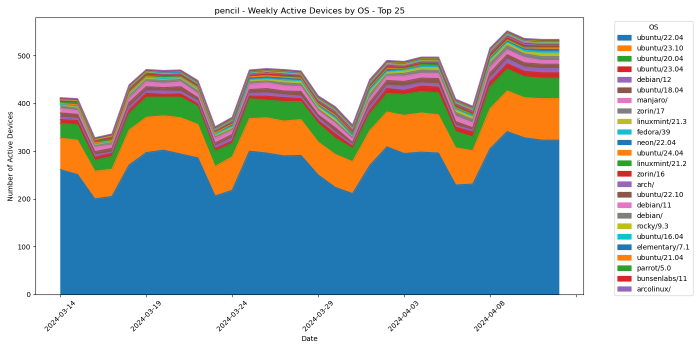 pencil - Weekly Active Devices by OS - Top 25
Number of Active Devices
500
400
300
200
100
0
2024-03-14
2024-03-19
2024-03-24
2024-03-29
2024-04-03
2024-04-08
Date
OS
ubuntu/22.04
ubuntu/23.10
ubuntu/20.04
ubuntu/23.04
debian/12
ubuntu/18.04
manjaro/
zorin/17
linuxmint/21.3
fedora/39
neon/22.04
ubuntu/24.04
linuxmint/21.2
zorin/16
arch/
ubuntu/22.10
debian/11
debian/
rocky/9.3
ubuntu/16.04
elementary/7.1
ubuntu/21.04
parrot/5.0
bunsenlabs/11
arcolinux/